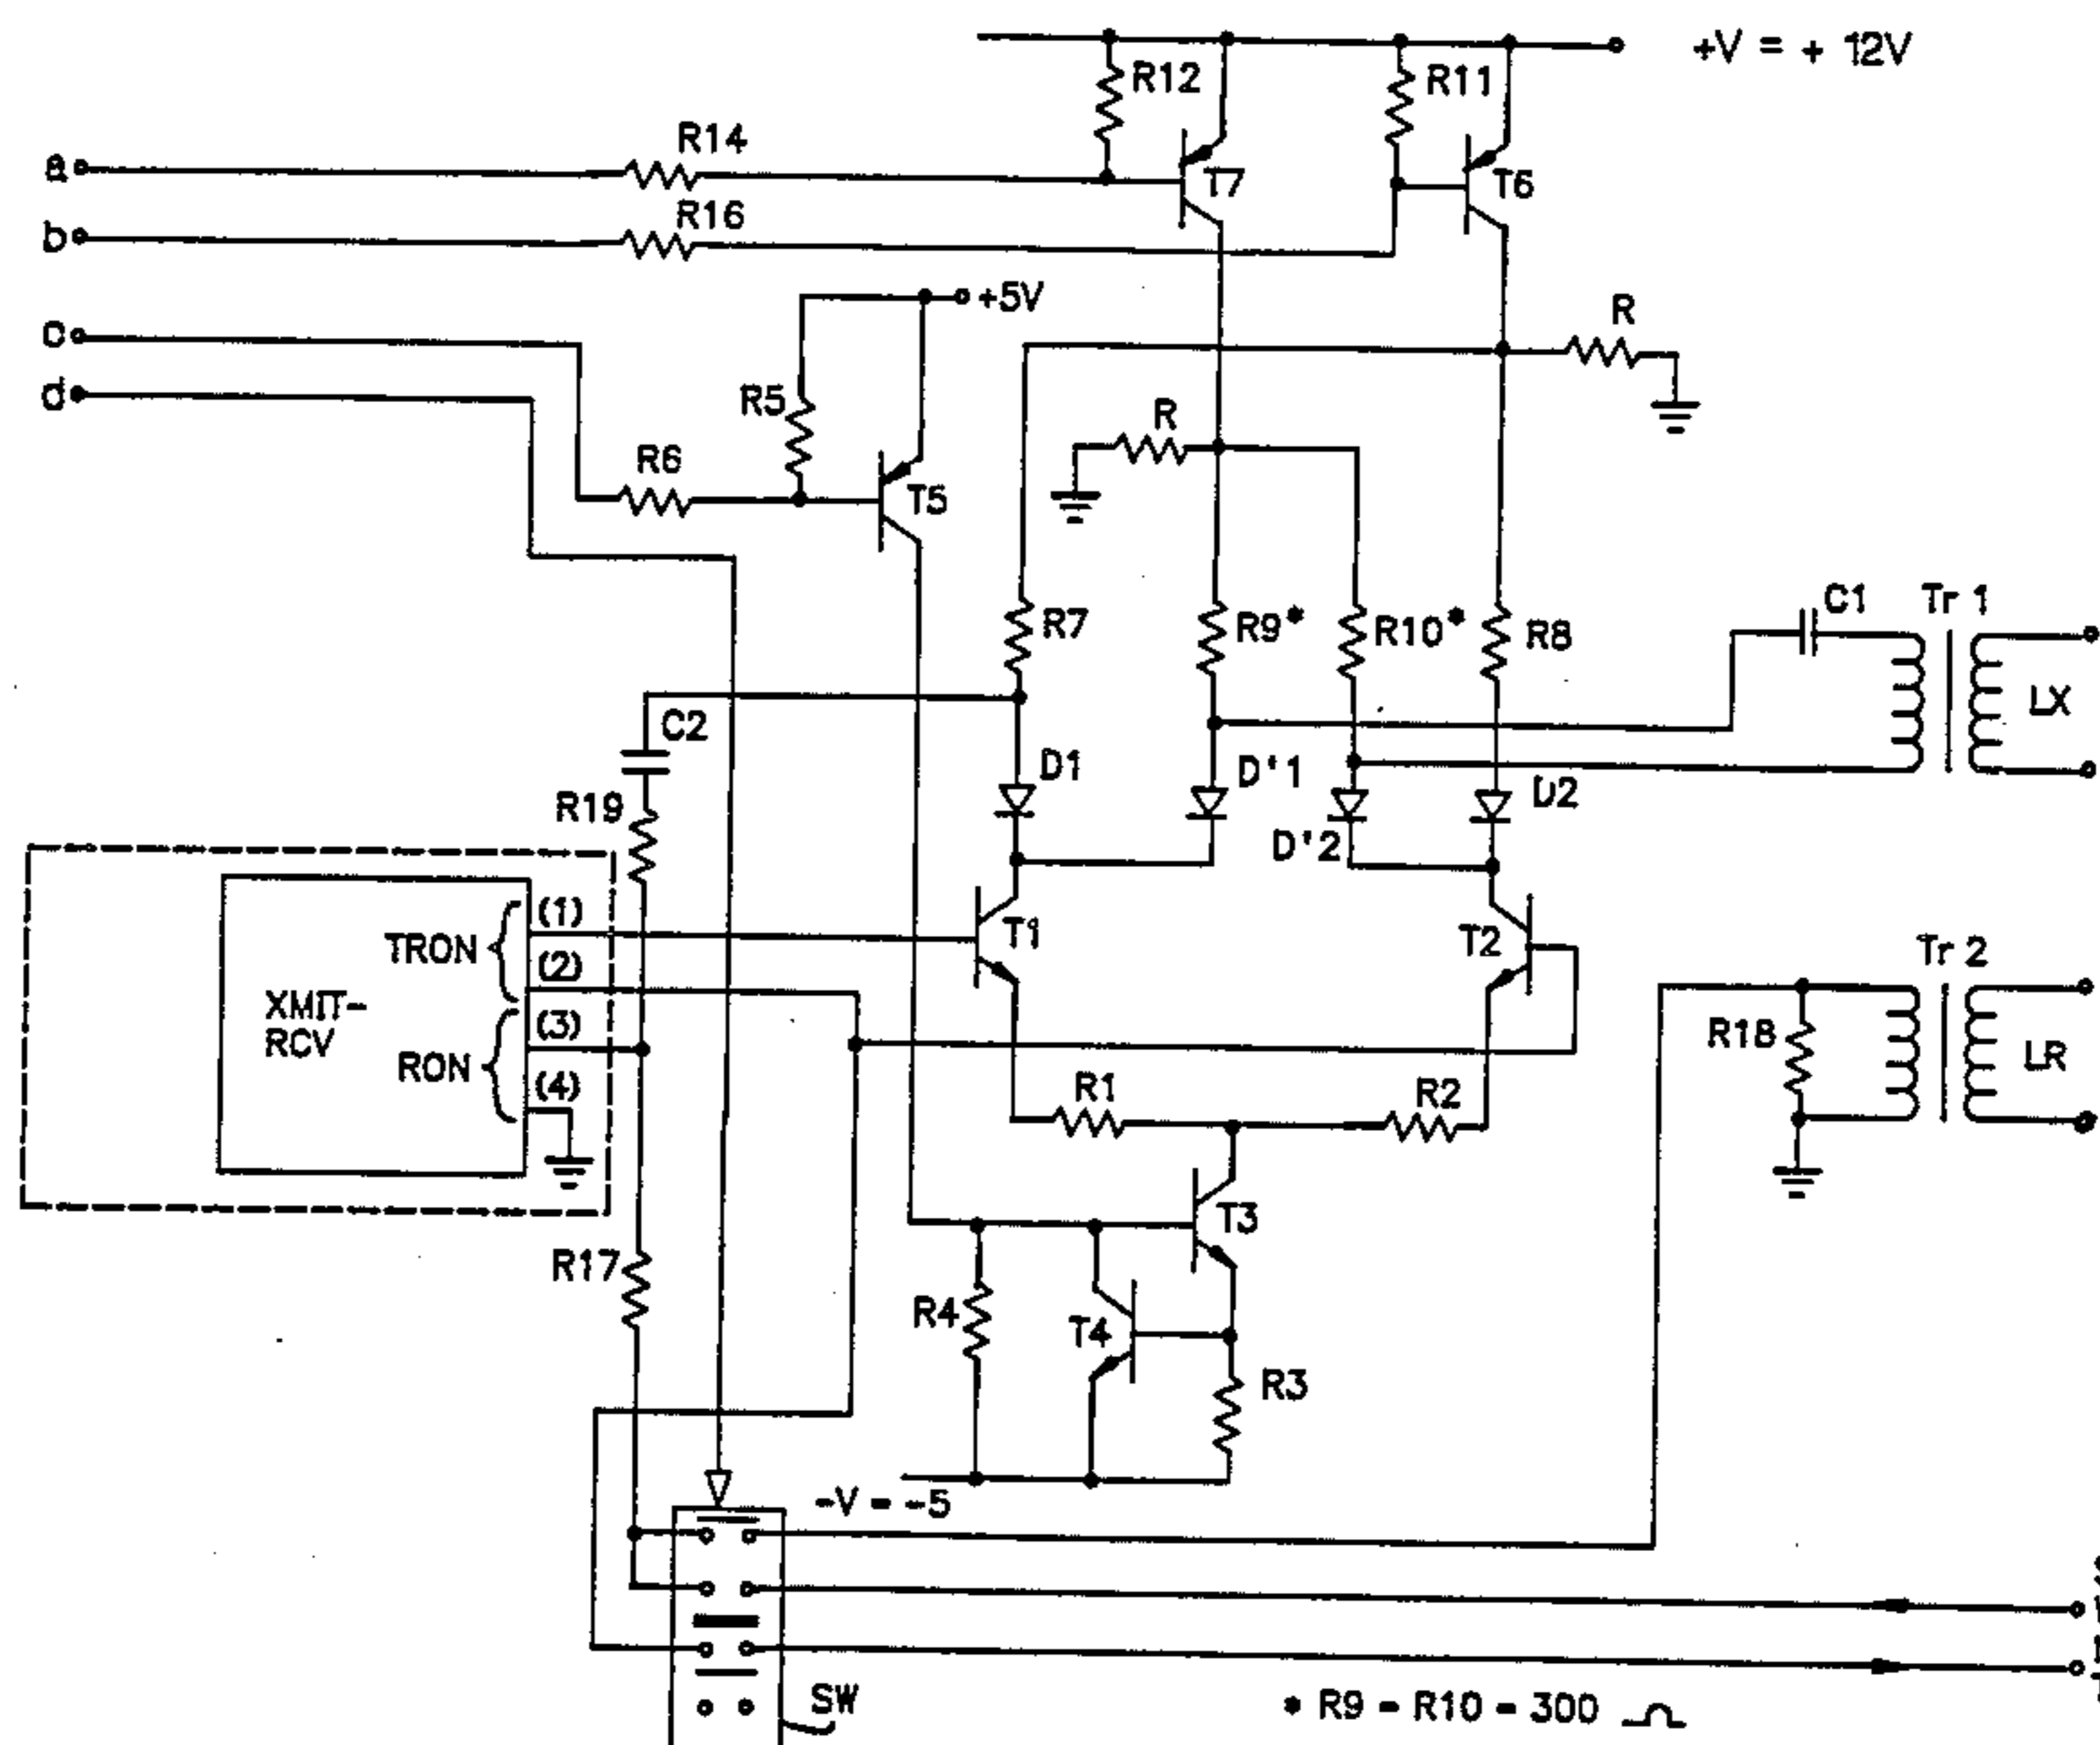 +V = + 12V
R12
R11
R14
a
T7
T6
R16
b
+5V
R
c
d
R5
R
R6
T5
C1
Tr 1
R7
R9*
R10*
R8
LX
C2
D1
D'1
D2
R19
D'2
(1)
TRON
T1
T2
(2)
Tr 2
XMIT-
RCV
(3)
R18
RON
LR
(4)
R1
R2
T3
R17
R4
T4
R3
-V = -5
SW
* R9 = R10 = 300